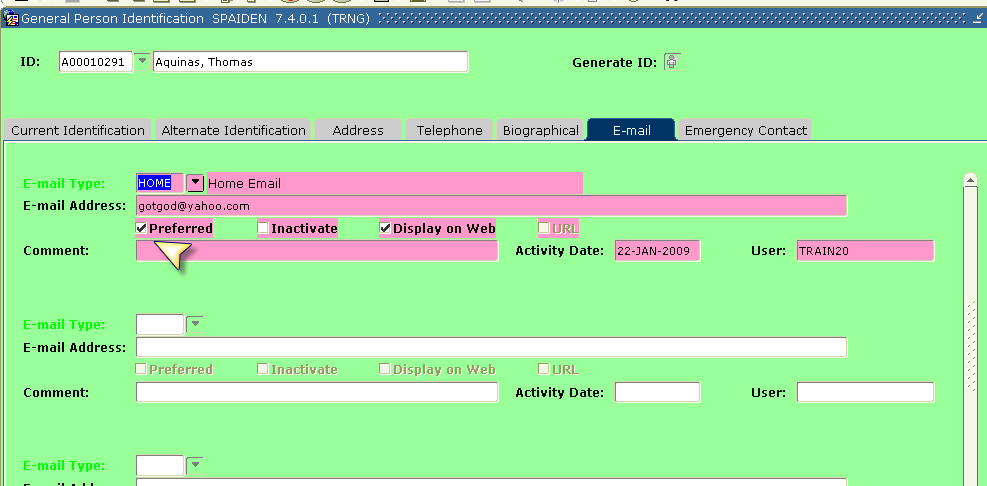 General Person Identification SPAIDEN 7.4.0.1 (TRNG)
ID: A00010291 Aquinas, Thomas Generate ID:
Current Identification Alternate Identification Address Telephone Biographical E-mail Emergency Contact
E-mail Type: HOME Home Email
E-mail Address: gotgod@yahoo.com
Preferred Inactivate Display on Web URL
Comment: Activity Date: 22-JAN-2009 User: TRAIN20
E-mail Type:
E-mail Address:
Preferred Inactivate Display on Web URL
Comment: Activity Date: User:
E-mail Type: